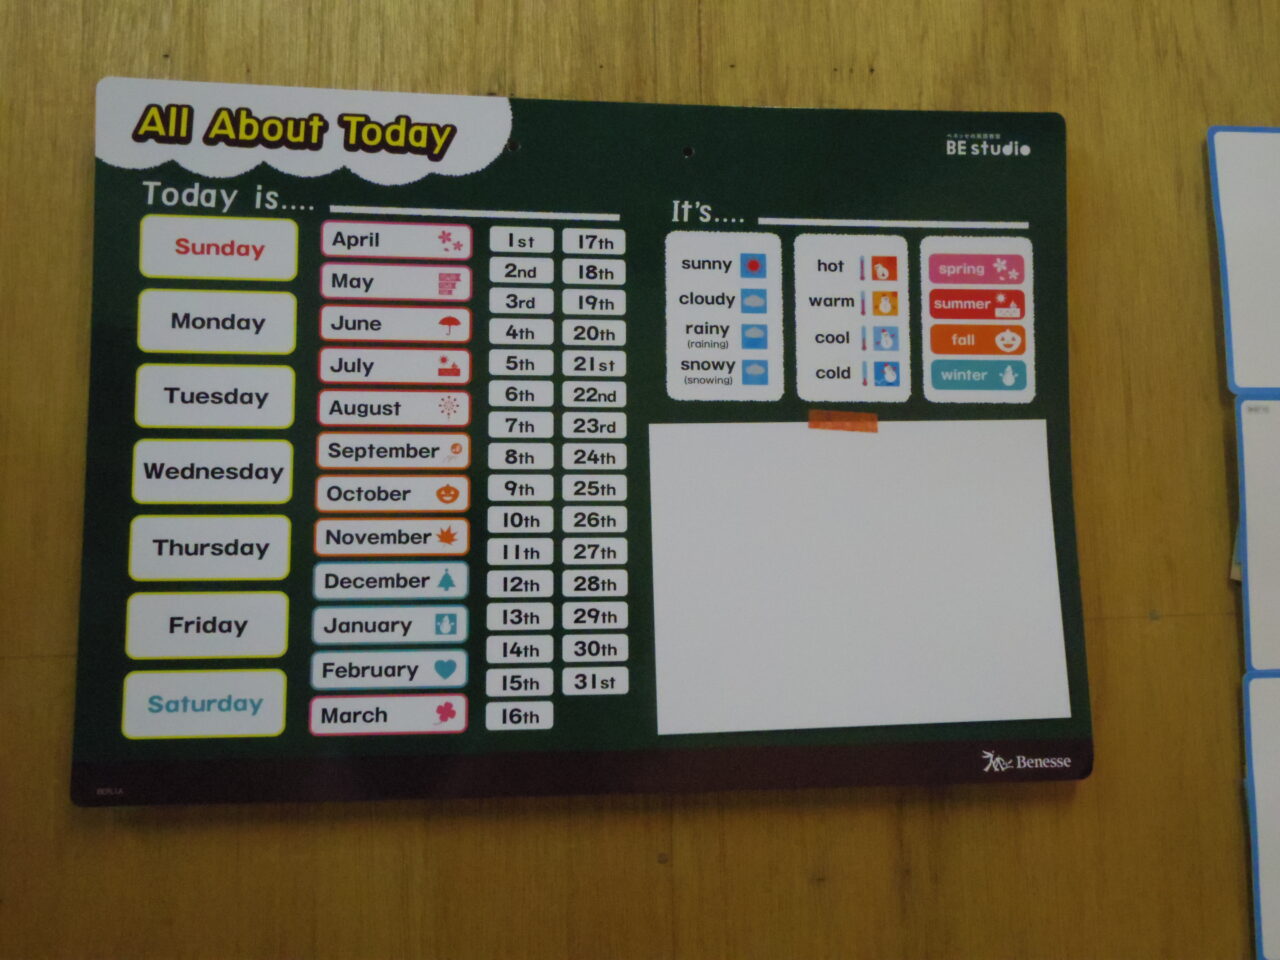 All About Today
BE studio
Today is....
Sunday
Monday
Tuesday
Wednesday
Thursday
Friday
Saturday
April
May
June
July
August
September
October
November
December
January
February
March
1st
2nd
3rd
4th
5th
6th
7th
8th
9th
10th
11th
12th
13th
14th
15th
16th
17th
18th
19th
20th
21st
22nd
23rd
24th
25th
26th
27th
28th
29th
30th
31st
It's....
sunny
cloudy
rainy
(raining)
snowy
(snowing)
hot
warm
cool
cold
spring
summer
fall
winter
Benesse